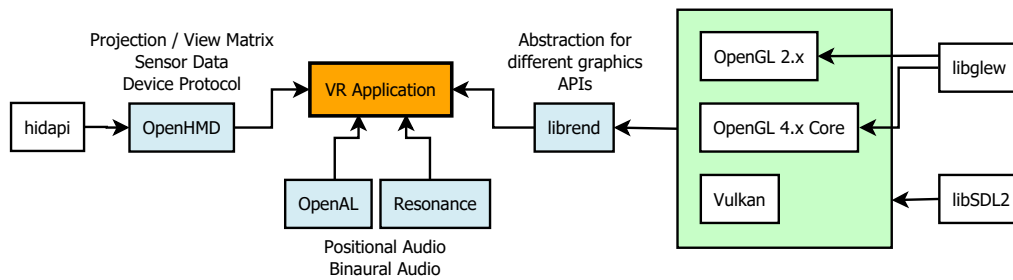 Projection / View Matrix
Sensor Data
Device Protocol
hidapi
OpenHMD
VR Application
OpenAL
Resonance
Positional Audio
Binaural Audio
Abstraction for
different graphics
APIs
librend
OpenGL 2.x
OpenGL 4.x Core
Vulkan
libglew
libSDL2